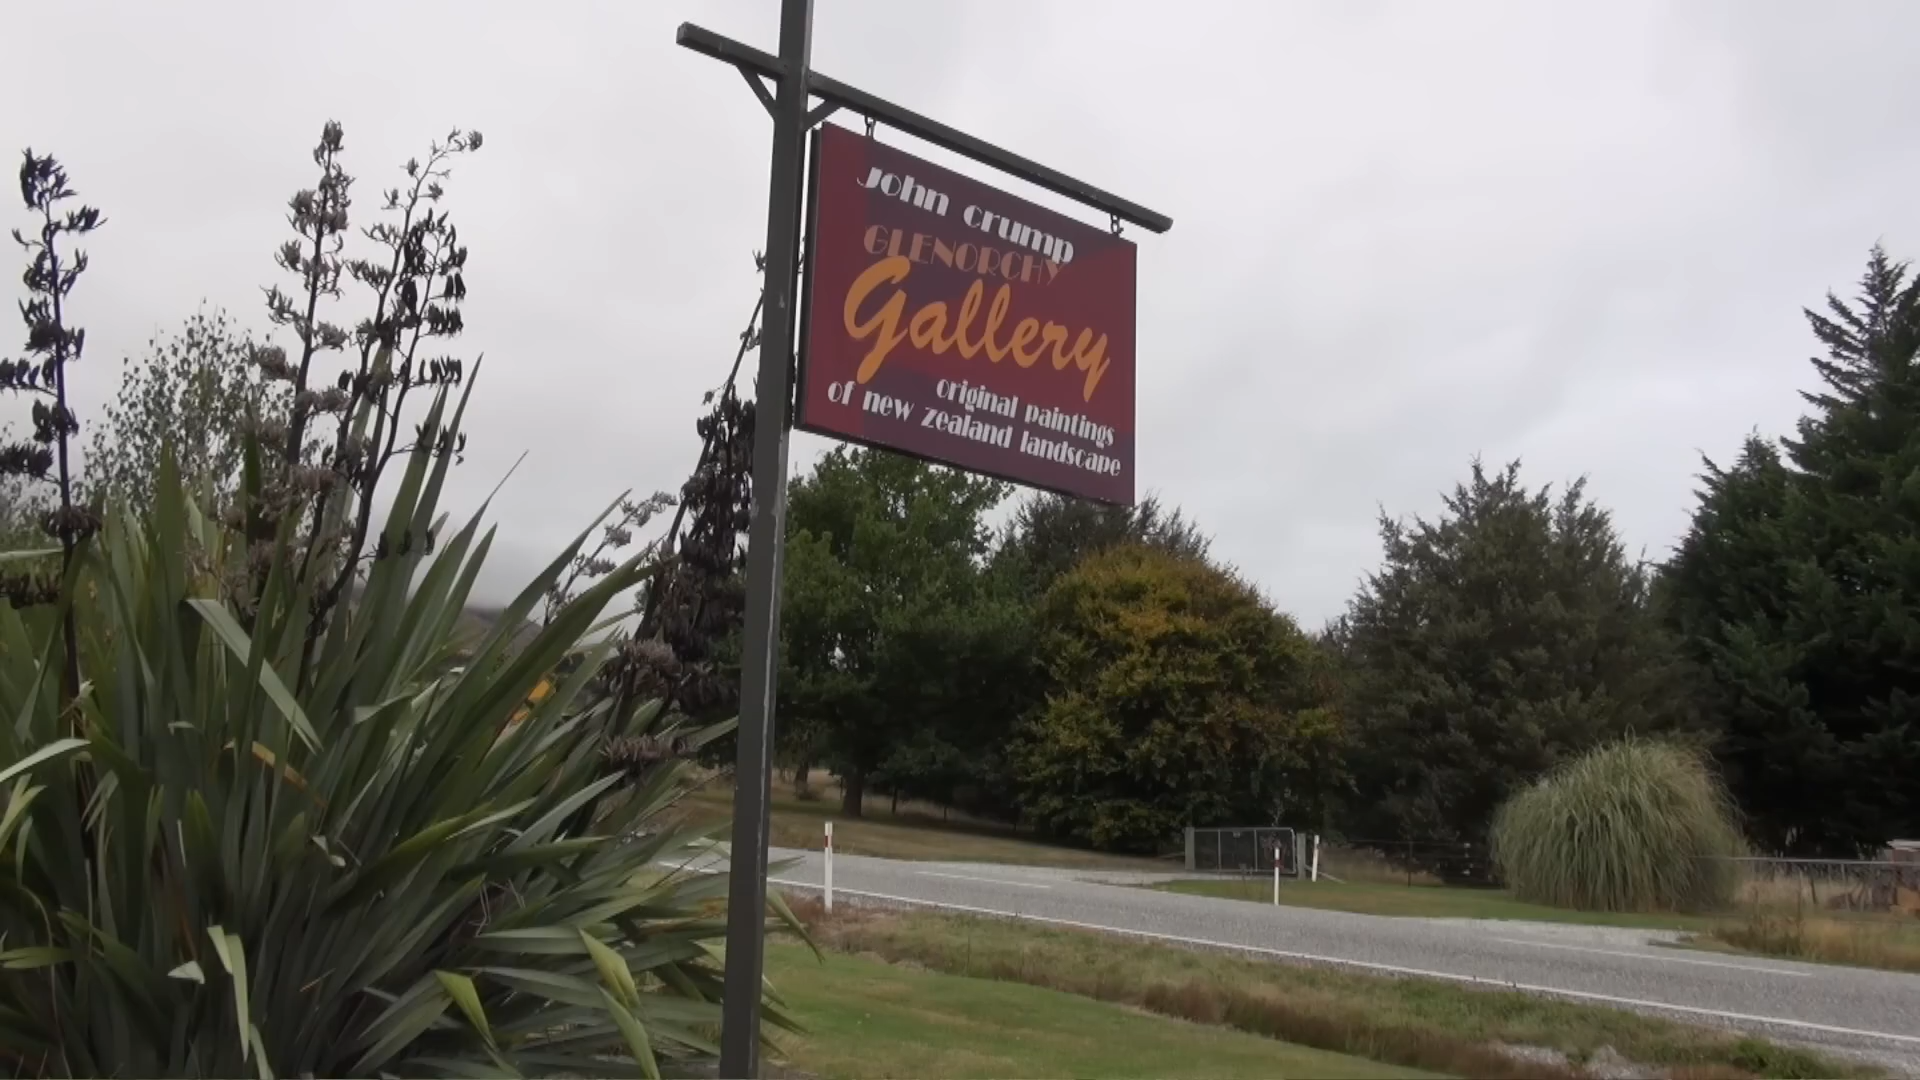 john crump
GLENORCHY
Gallery
original paintings
of new zealand landscape